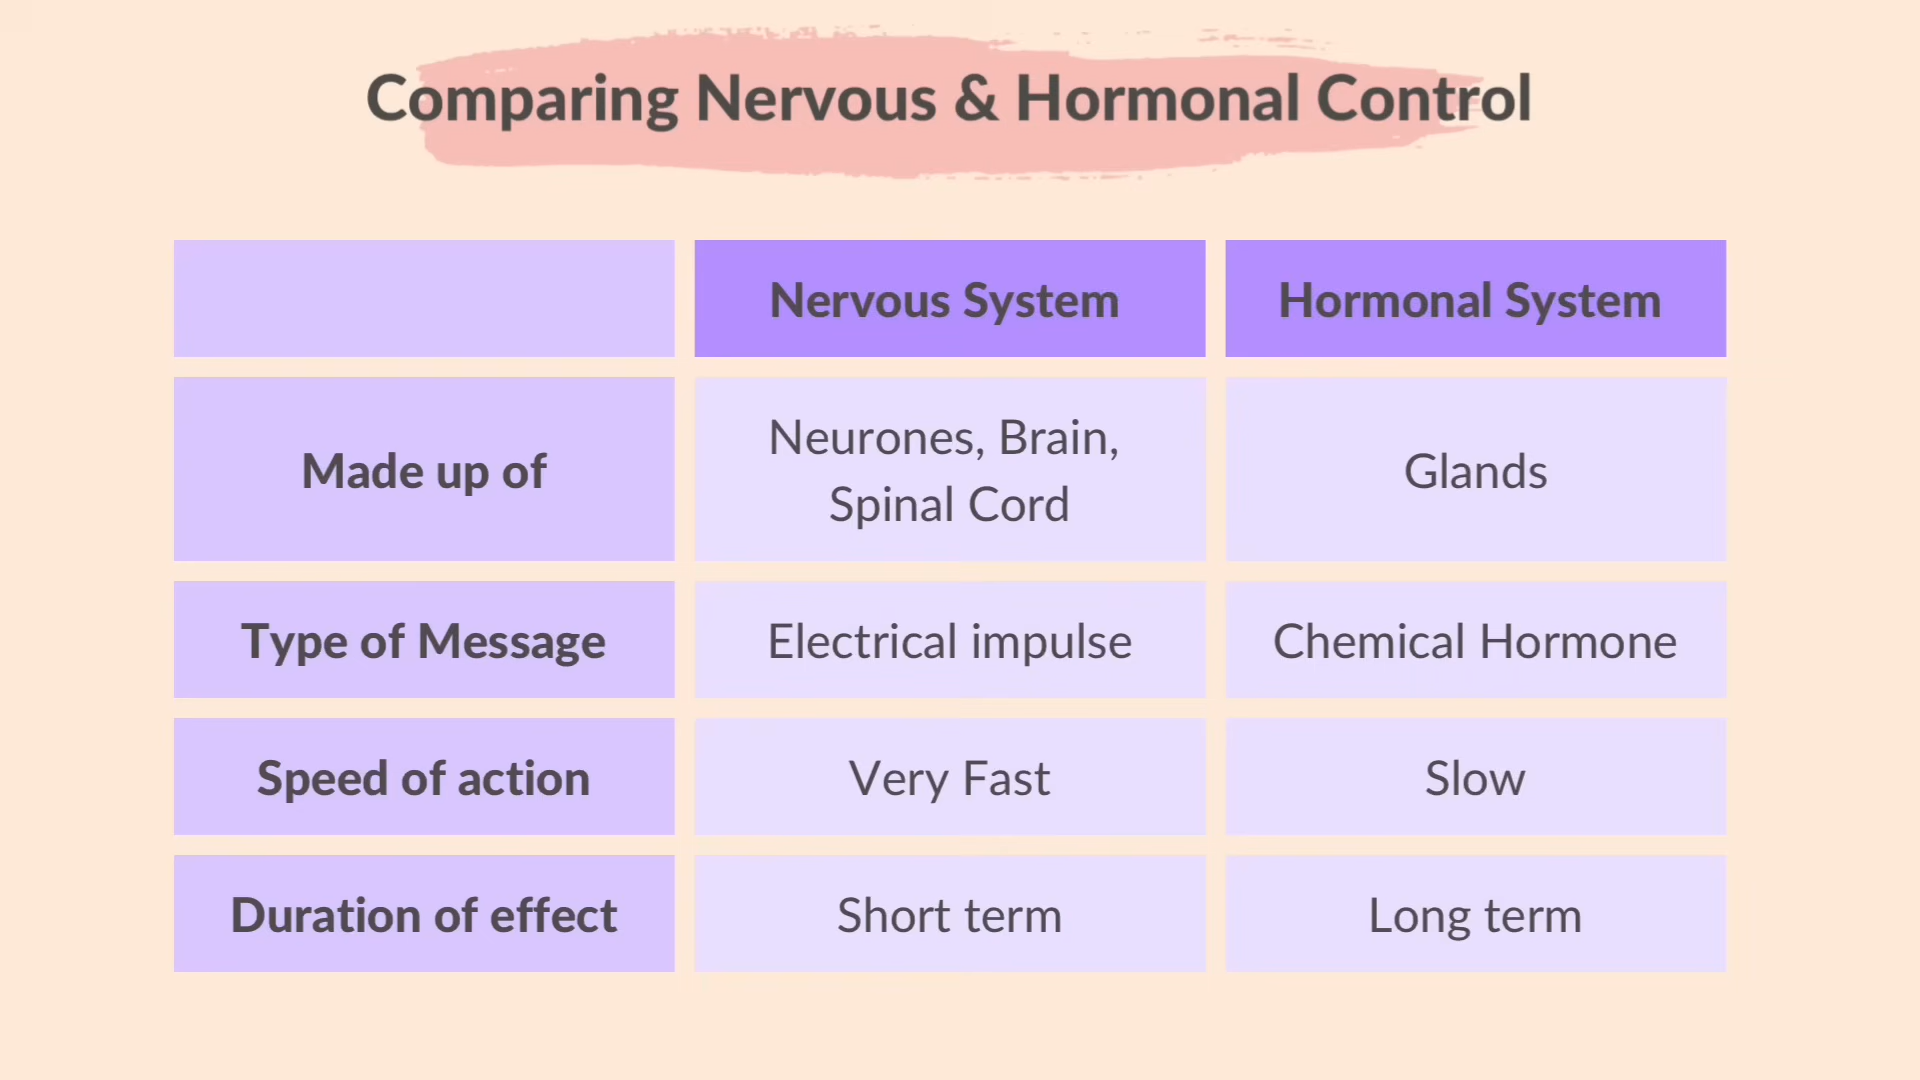 Comparing Nervous & Hormonal Control
Nervous System
Hormonal System
Made up of
Neurones, Brain,
Spinal Cord
Glands
Type of Message
Electrical impulse
Chemical Hormone
Speed of action
Very Fast
Slow
Duration of effect
Short term
Long term